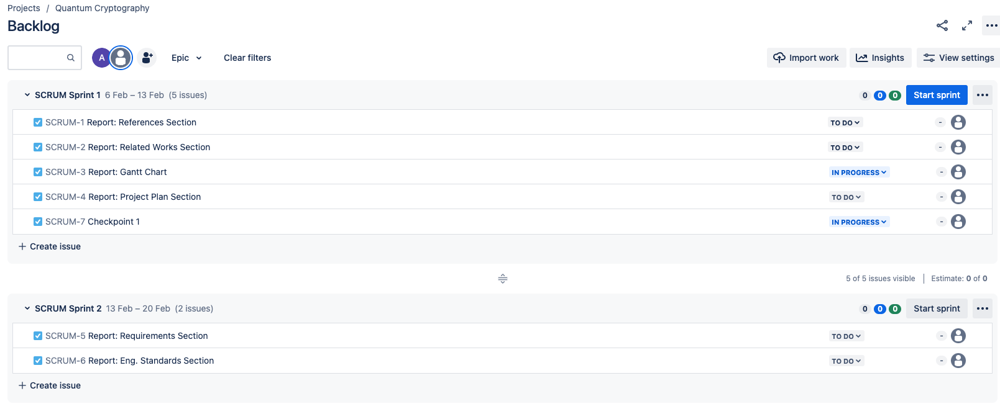 Projects / Quantum Cryptography
Backlog
A Epic Clear filters Import work Insights View settings
SCRUM Sprint 1 6 Feb – 13 Feb (5 issues) 0 0 0 Start sprint
SCRUM-1 Report: References Section TO DO -
SCRUM-2 Report: Related Works Section TO DO -
SCRUM-3 Report: Gantt Chart IN PROGRESS -
SCRUM-4 Report: Project Plan Section TO DO -
SCRUM-7 Checkpoint 1 IN PROGRESS -
+ Create issue
5 of 5 issues visible | Estimate: 0 of 0
SCRUM Sprint 2 13 Feb – 20 Feb (2 issues) 0 0 0 Start sprint
SCRUM-5 Report: Requirements Section TO DO -
SCRUM-6 Report: Eng. Standards Section TO DO -
+ Create issue